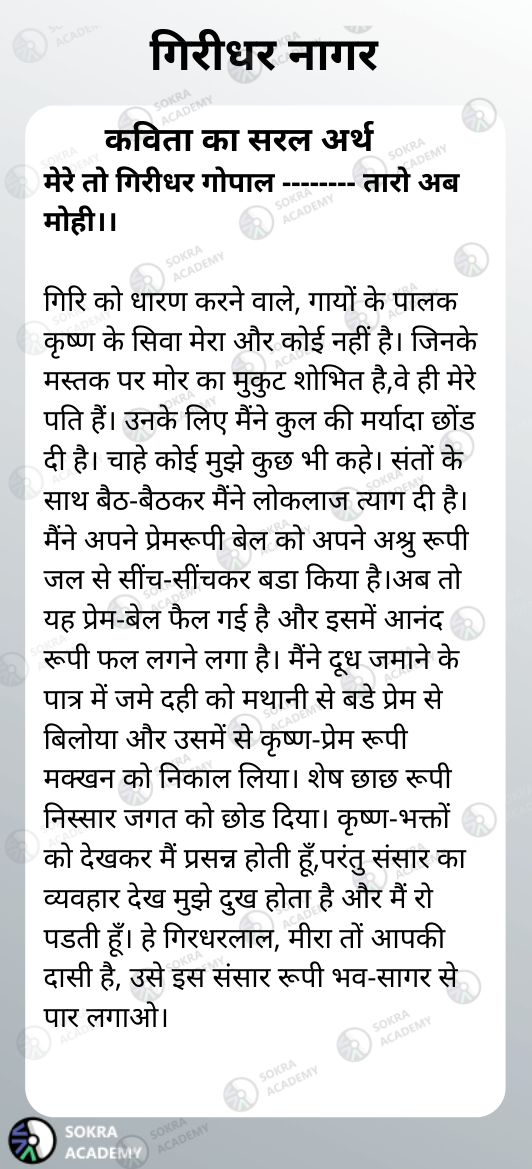 गिरीधर नागर
कविता का सरल अर्थ
मेरे तो गिरीधर गोपाल -------- तारो अब
मोही।।
गिरि को धारण करने वाले, गायों के पालक
कृष्ण के सिवा मेरा और कोई नहीं है। जिनके
मस्तक पर मोर का मुकुट शोभित है,वे ही मेरे
पति हैं। उनके लिए मैंने कुल की मर्यादा छोंड
दी है। चाहे कोई मुझे कुछ भी कहे। संतों के
साथ बैठ-बैठकर मैंने लोकलाज त्याग दी है।
मैंने अपने प्रेमरूपी बेल को अपने अश्रु रूपी
जल से सींच-सींचकर बडा किया है।अब तो
यह प्रेम-बेल फैल गई है और इसमें आनंद
रूपी फल लगने लगा है। मैंने दूध जमाने के
पात्र में जमे दही को मथानी से बडे प्रेम से
बिलोया और उसमें से कृष्ण-प्रेम रूपी
मक्खन को निकाल लिया। शेष छाछ रूपी
निस्सार जगत को छोड दिया। कृष्ण-भक्तों
को देखकर मैं प्रसन्न होती हूँ,परंतु संसार का
व्यवहार देख मुझे दुख होता है और मैं रो
पडती हूँ। हे गिरधरलाल, मीरा तों आपकी
दासी है, उसे इस संसार रूपी भव-सागर से
पार लगाओ।
SOKRA
ACADEMY